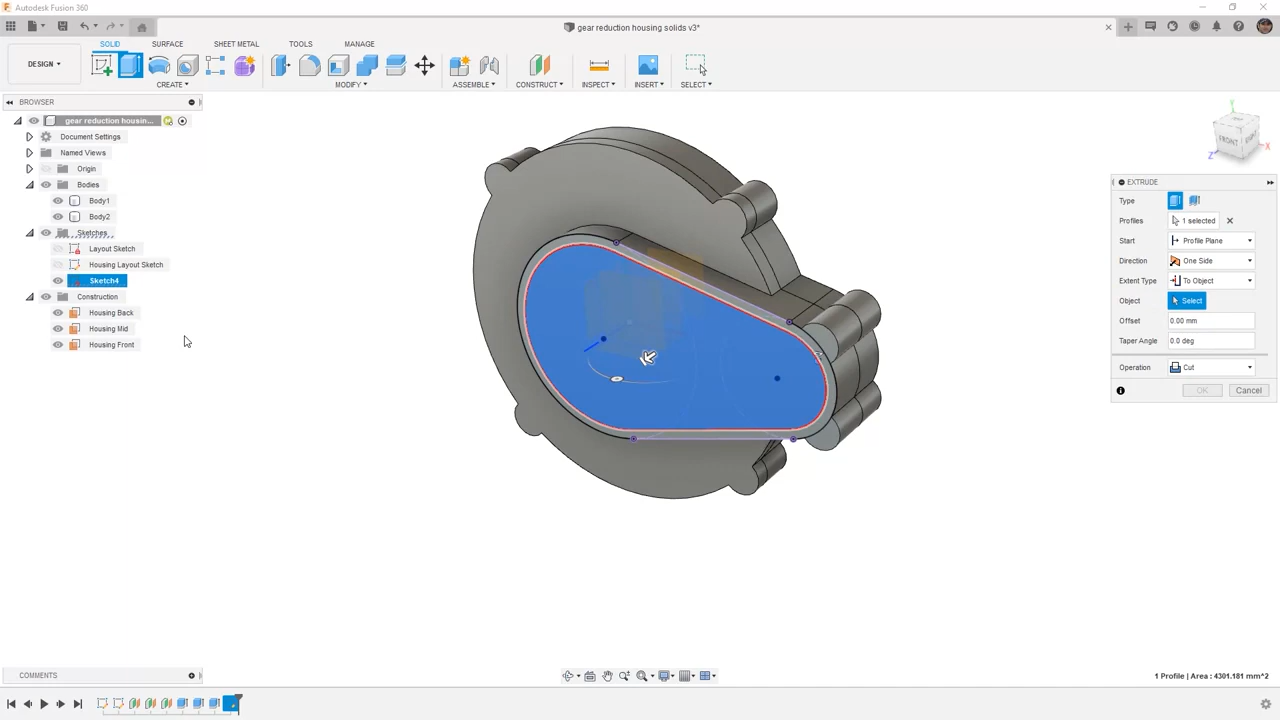 Autodesk Fusion 360
gear reduction housing solids v3*
DESIGN
SOLID SURFACE SHEET METAL TOOLS MANAGE
CREATE MODIFY ASSEMBLE CONSTRUCT INSPECT INSERT SELECT
BROWSER
gear reduction housin...
Document Settings
Named Views
Origin
Bodies
Body1
Body2
Sketches
Layout Sketch
Housing Layout Sketch
Sketch4
Construction
Housing Back
Housing Mid
Housing Front
FRONT
Y
X
Z
EXTRUDE
Type
Profiles 1 selected
Start Profile Plane
Direction One Side
Extent Type To Object
Object Select
Offset 0.00 mm
Taper Angle 0.0 deg
Operation Cut
OK Cancel
COMMENTS
1 Profile | Area : 4301.181 mm^2